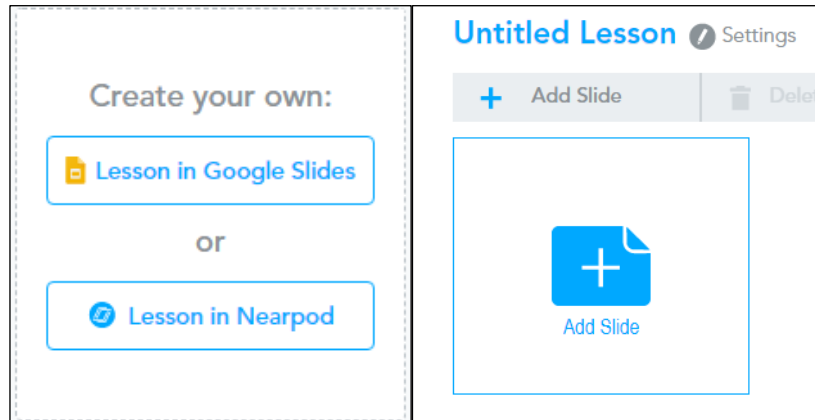 Create your own:
Lesson in Google Slides
or
Lesson in Nearpod
Untitled Lesson Settings
Add Slide
Add Slide